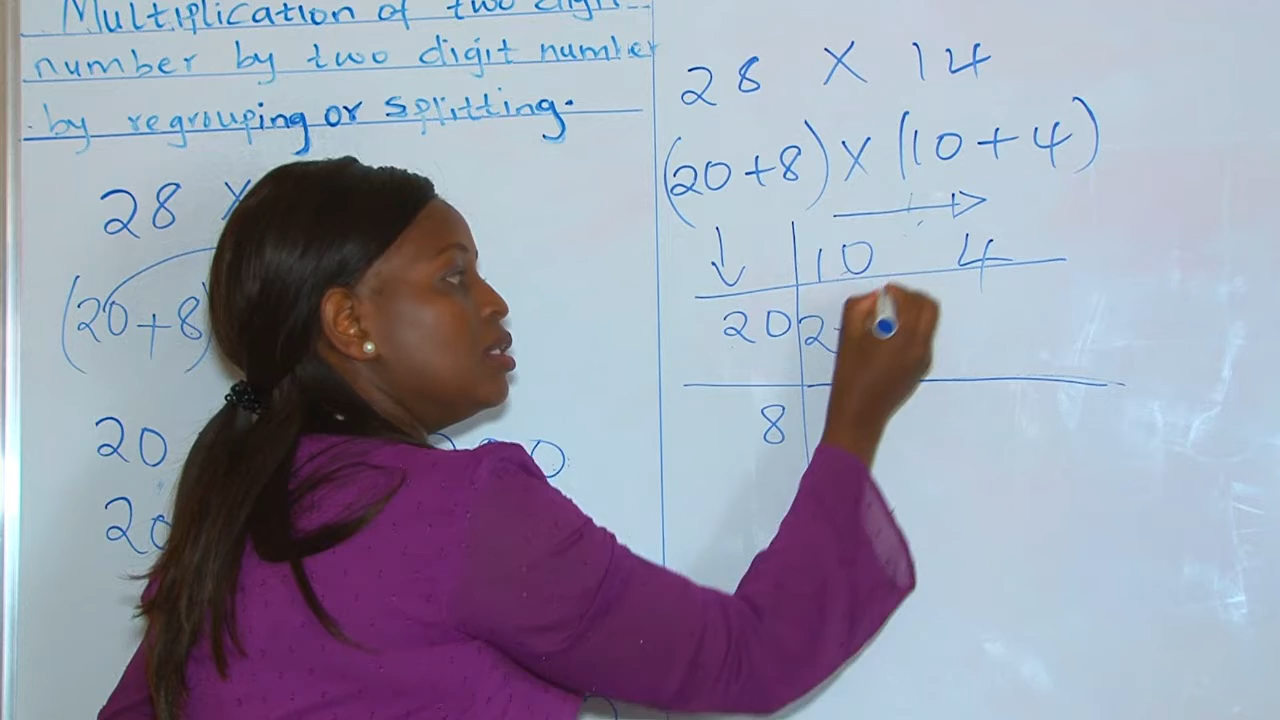 Multiplication of two digit
number by two digit number
by regrouping or splitting.
28 X
(20+8)
20
20
28 X 14
(20+8) X (10+4)
10 4
20 2
8